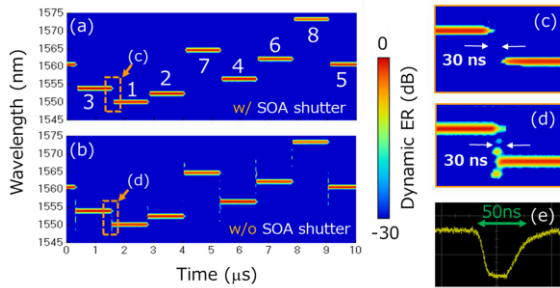 Wavelength (nm)
1575
1570
1565
1560
1555
1550
1545
(a)
(c)
3
1
2
7
4
6
8
5
w/ SOA shutter
1575
1570
1565
1560
1555
1550
1545
(b)
(d)
w/o SOA shutter
0 1 2 3 4 5 6 7 8 9 10
Time (μs)
0
-30
Dynamic ER (dB)
(c)
30 ns
(d)
30 ns
50ns
(e)